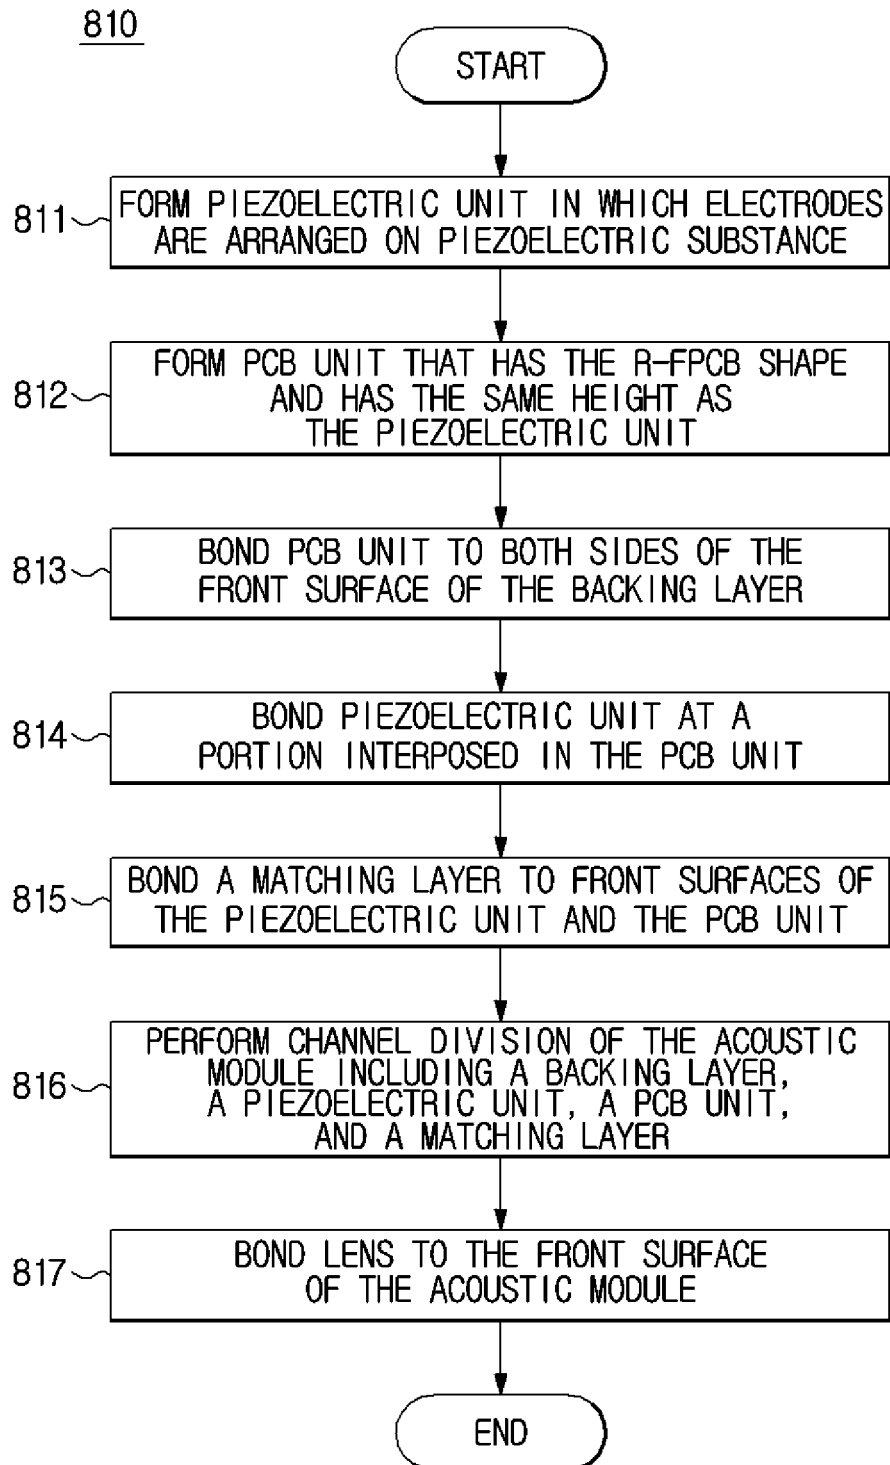 810
START
811
FORM PIEZOELECTRIC UNIT IN WHICH ELECTRODES
ARE ARRANGED ON PIEZOELECTRIC SUBSTANCE
812
FORM PCB UNIT THAT HAS THE R-FPCB SHAPE
AND HAS THE SAME HEIGHT AS
THE PIEZOELECTRIC UNIT
813
BOND PCB UNIT TO BOTH SIDES OF THE
FRONT SURFACE OF THE BACKING LAYER
814
BOND PIEZOELECTRIC UNIT AT A
PORTION INTERPOSED IN THE PCB UNIT
815
BOND A MATCHING LAYER TO FRONT SURFACES OF
THE PIEZOELECTRIC UNIT AND THE PCB UNIT
816
PERFORM CHANNEL DIVISION OF THE ACOUSTIC
MODULE INCLUDING A BACKING LAYER,
A PIEZOELECTRIC UNIT, A PCB UNIT,
AND A MATCHING LAYER
817
BOND LENS TO THE FRONT SURFACE
OF THE ACOUSTIC MODULE
END